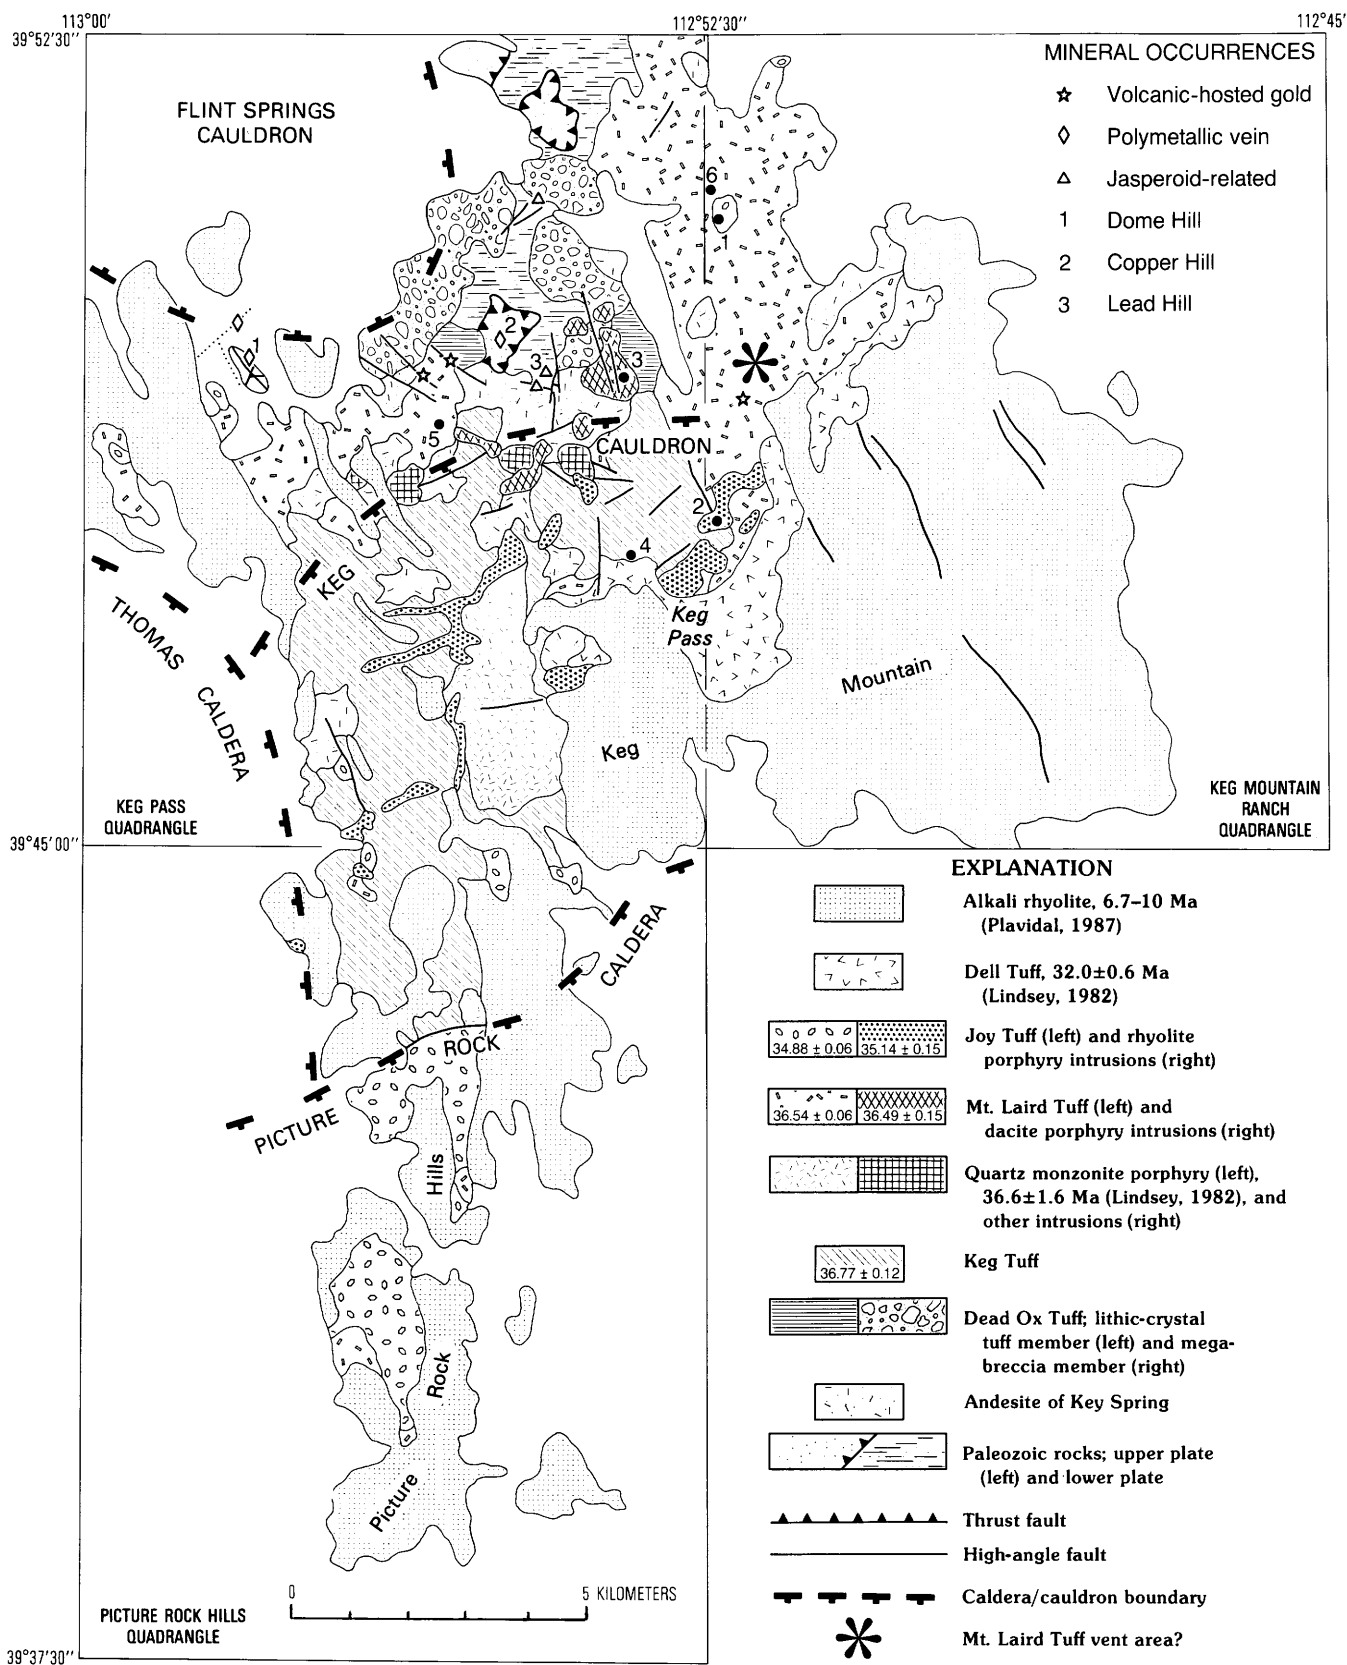 113°00'
112°52'30''
112°45'
39°52'30''
MINERAL OCCURRENCES
Volcanic-hosted gold
Polymetallic vein
Jasperoid-related
1 Dome Hill
2 Copper Hill
3 Lead Hill
FLINT SPRINGS
CAULDRON
6
1
1
2
3
3
5
CAULDRON
2
4
KEG
Keg
Pass
THOMAS
CALDERA
Mountain
Keg
KEG PASS
QUADRANGLE
KEG MOUNTAIN
RANCH
QUADRANGLE
39°45'00''
EXPLANATION
Alkali rhyolite, 6.7–10 Ma
(Plavidal, 1987)
Dell Tuff, 32.0±0.6 Ma
(Lindsey, 1982)
34.88 ± 0.06
35.14 ± 0.15
Joy Tuff (left) and rhyolite
porphyry intrusions (right)
36.54 ± 0.06
36.49 ± 0.15
Mt. Laird Tuff (left) and
dacite porphyry intrusions (right)
Quartz monzonite porphyry (left),
36.6±1.6 Ma (Lindsey, 1982), and
other intrusions (right)
36.77 ± 0.12
Keg Tuff
Dead Ox Tuff; lithic-crystal
tuff member (left) and mega-
breccia member (right)
Andesite of Key Spring
Paleozoic rocks; upper plate
(left) and lower plate
Thrust fault
High-angle fault
Caldera/cauldron boundary
Mt. Laird Tuff vent area?
CALDERA
ROCK
PICTURE
Hills
Rock
Picture
0 5 KILOMETERS
PICTURE ROCK HILLS
QUADRANGLE
39°37'30''